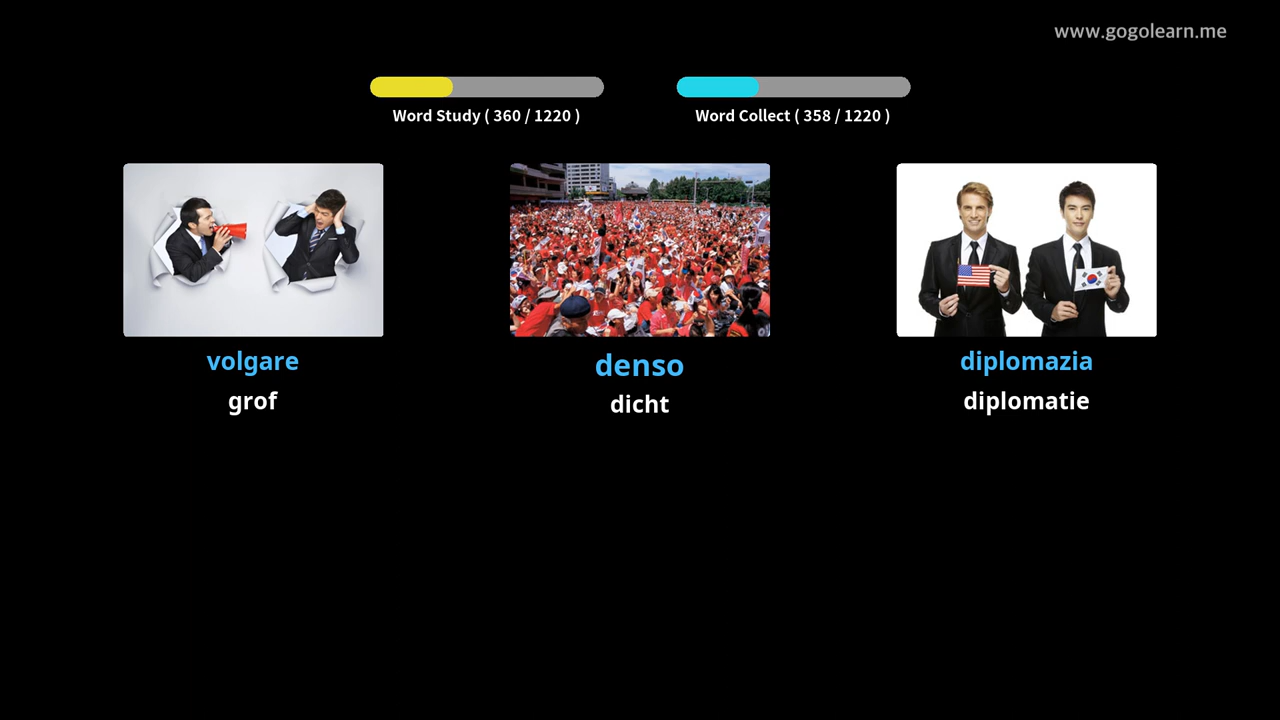 www.gogolearn.me
Word Study ( 360 / 1220 )
Word Collect ( 358 / 1220 )
volgare
denso
diplomazia
grof
dicht
diplomatie